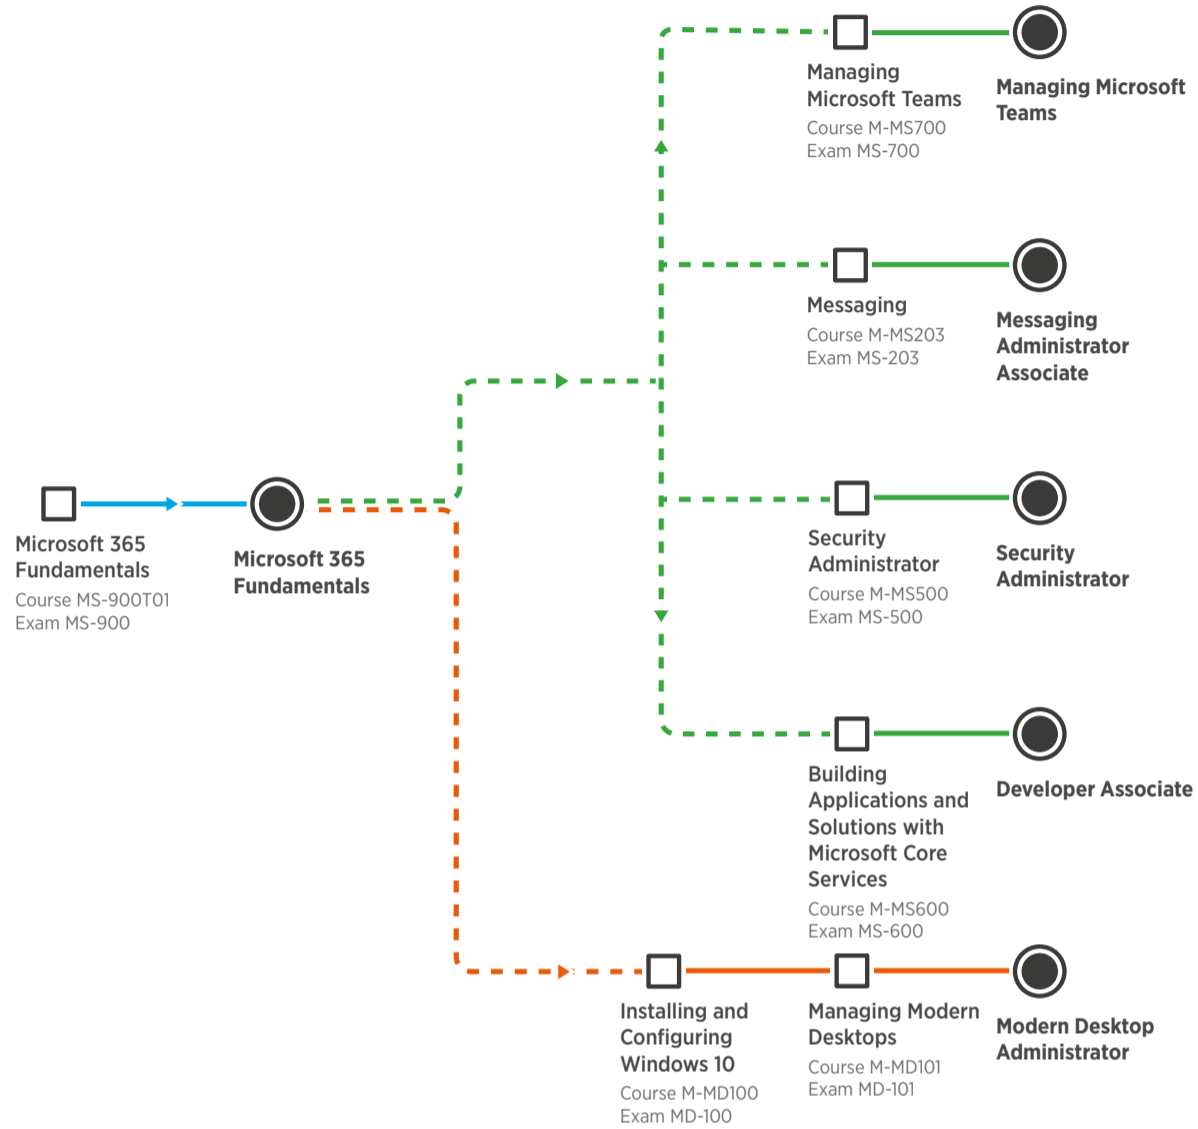 Managing
Microsoft Teams
Course M-MS700
Exam MS-700
Managing Microsoft
Teams
Messaging
Course M-MS203
Exam MS-203
Messaging
Administrator
Associate
Microsoft 365
Fundamentals
Course MS-900T01
Exam MS-900
Microsoft 365
Fundamentals
Security
Administrator
Course M-MS500
Exam MS-500
Security
Administrator
Building
Applications and
Solutions with
Microsoft Core
Services
Course M-MS600
Exam MS-600
Developer Associate
Installing and
Configuring
Windows 10
Course M-MD100
Exam MD-100
Managing Modern
Desktops
Course M-MD101
Exam MD-101
Modern Desktop
Administrator